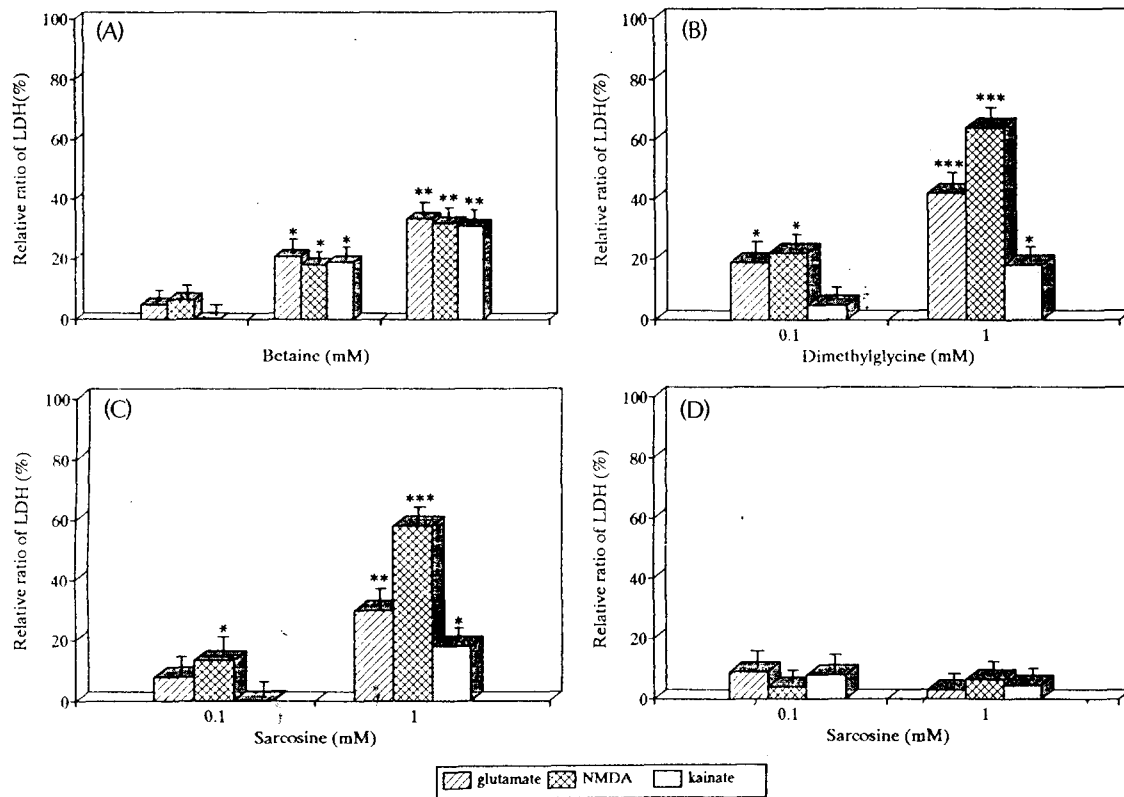 (A)
Relative ratio of LDH(%)
100
80
60
40
20
0
* * *
** ** **
Betaine (mM)
(B)
Relative ratio of LDH(%)
100
80
60
40
20
0
* *
*** *** *
0.1 1
Dimethylglycine (mM)
(C)
Relative ratio of LDH (%)
100
80
60
40
20
0
*
** *** *
0.1 1
Sarcosine (mM)
(D)
Relative ratio of LDH (%)
100
80
60
40
20
0
0.1 1
Sarcosine (mM)
glutamate NMDA kainate